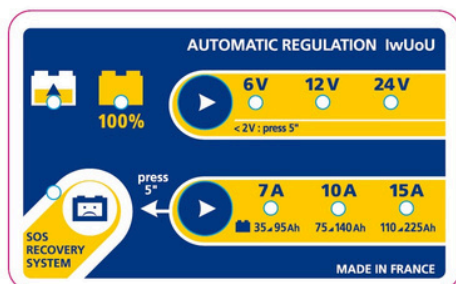 AUTOMATIC REGULATION IwUoU
6V 12V 24V
100%
< 2V : press 5"
press
5"
7A 10A 15A
35 95Ah 75 140Ah 110 225Ah
SOS
RECOVERY
SYSTEM
MADE IN FRANCE